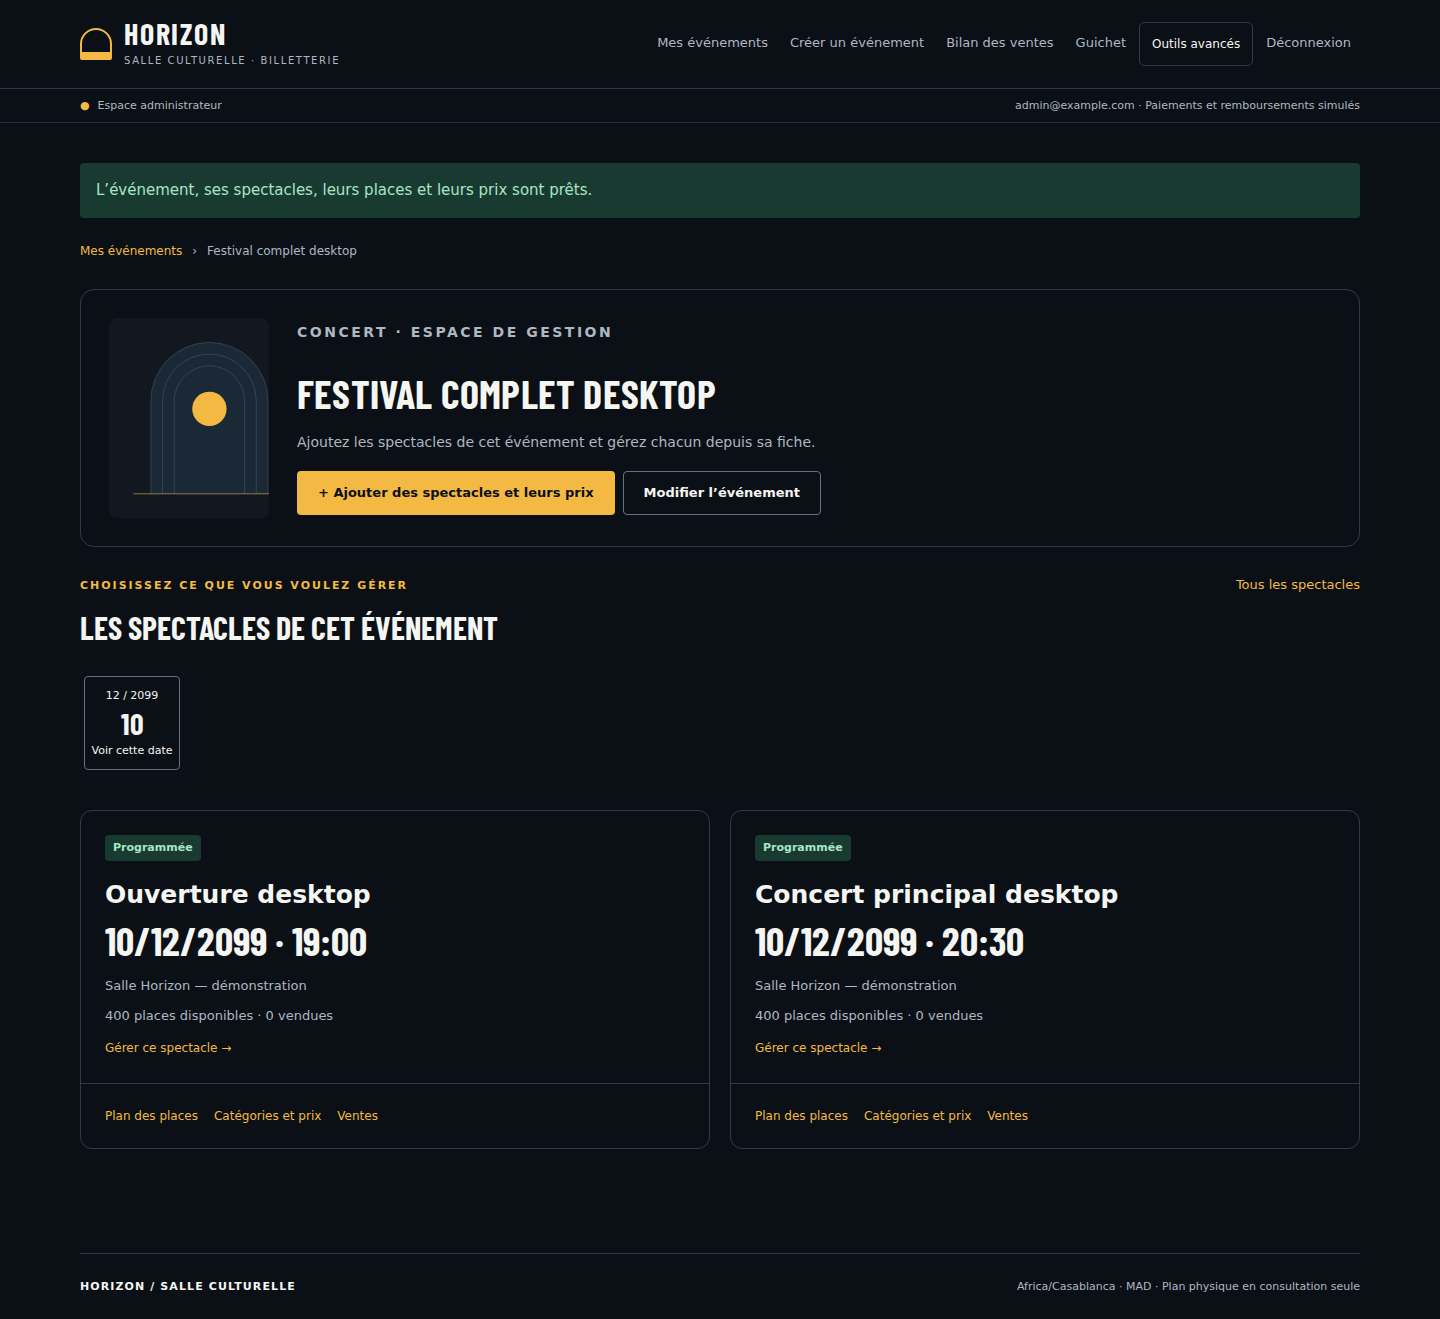 HORIZON
SALLE CULTURELLE · BILLETTERIE
Mes événements
Créer un événement
Bilan des ventes
Guichet
Outils avancés
Déconnexion
Espace administrateur
admin@example.com · Paiements et remboursements simulés
L’événement, ses spectacles, leurs places et leurs prix sont prêts.
Mes événements › Festival complet desktop
CONCERT · ESPACE DE GESTION
FESTIVAL COMPLET DESKTOP
Ajoutez les spectacles de cet événement et gérez chacun depuis sa fiche.
+ Ajouter des spectacles et leurs prix
Modifier l’événement
CHOISISSEZ CE QUE VOUS VOULEZ GÉRER
Tous les spectacles
LES SPECTACLES DE CET ÉVÉNEMENT
12 / 2099
10
Voir cette date
Programmée
Ouverture desktop
10/12/2099 · 19:00
Salle Horizon — démonstration
400 places disponibles · 0 vendues
Gérer ce spectacle →
Plan des places Catégories et prix Ventes
Programmée
Concert principal desktop
10/12/2099 · 20:30
Salle Horizon — démonstration
400 places disponibles · 0 vendues
Gérer ce spectacle →
Plan des places Catégories et prix Ventes
HORIZON / SALLE CULTURELLE
Africa/Casablanca · MAD · Plan physique en consultation seule